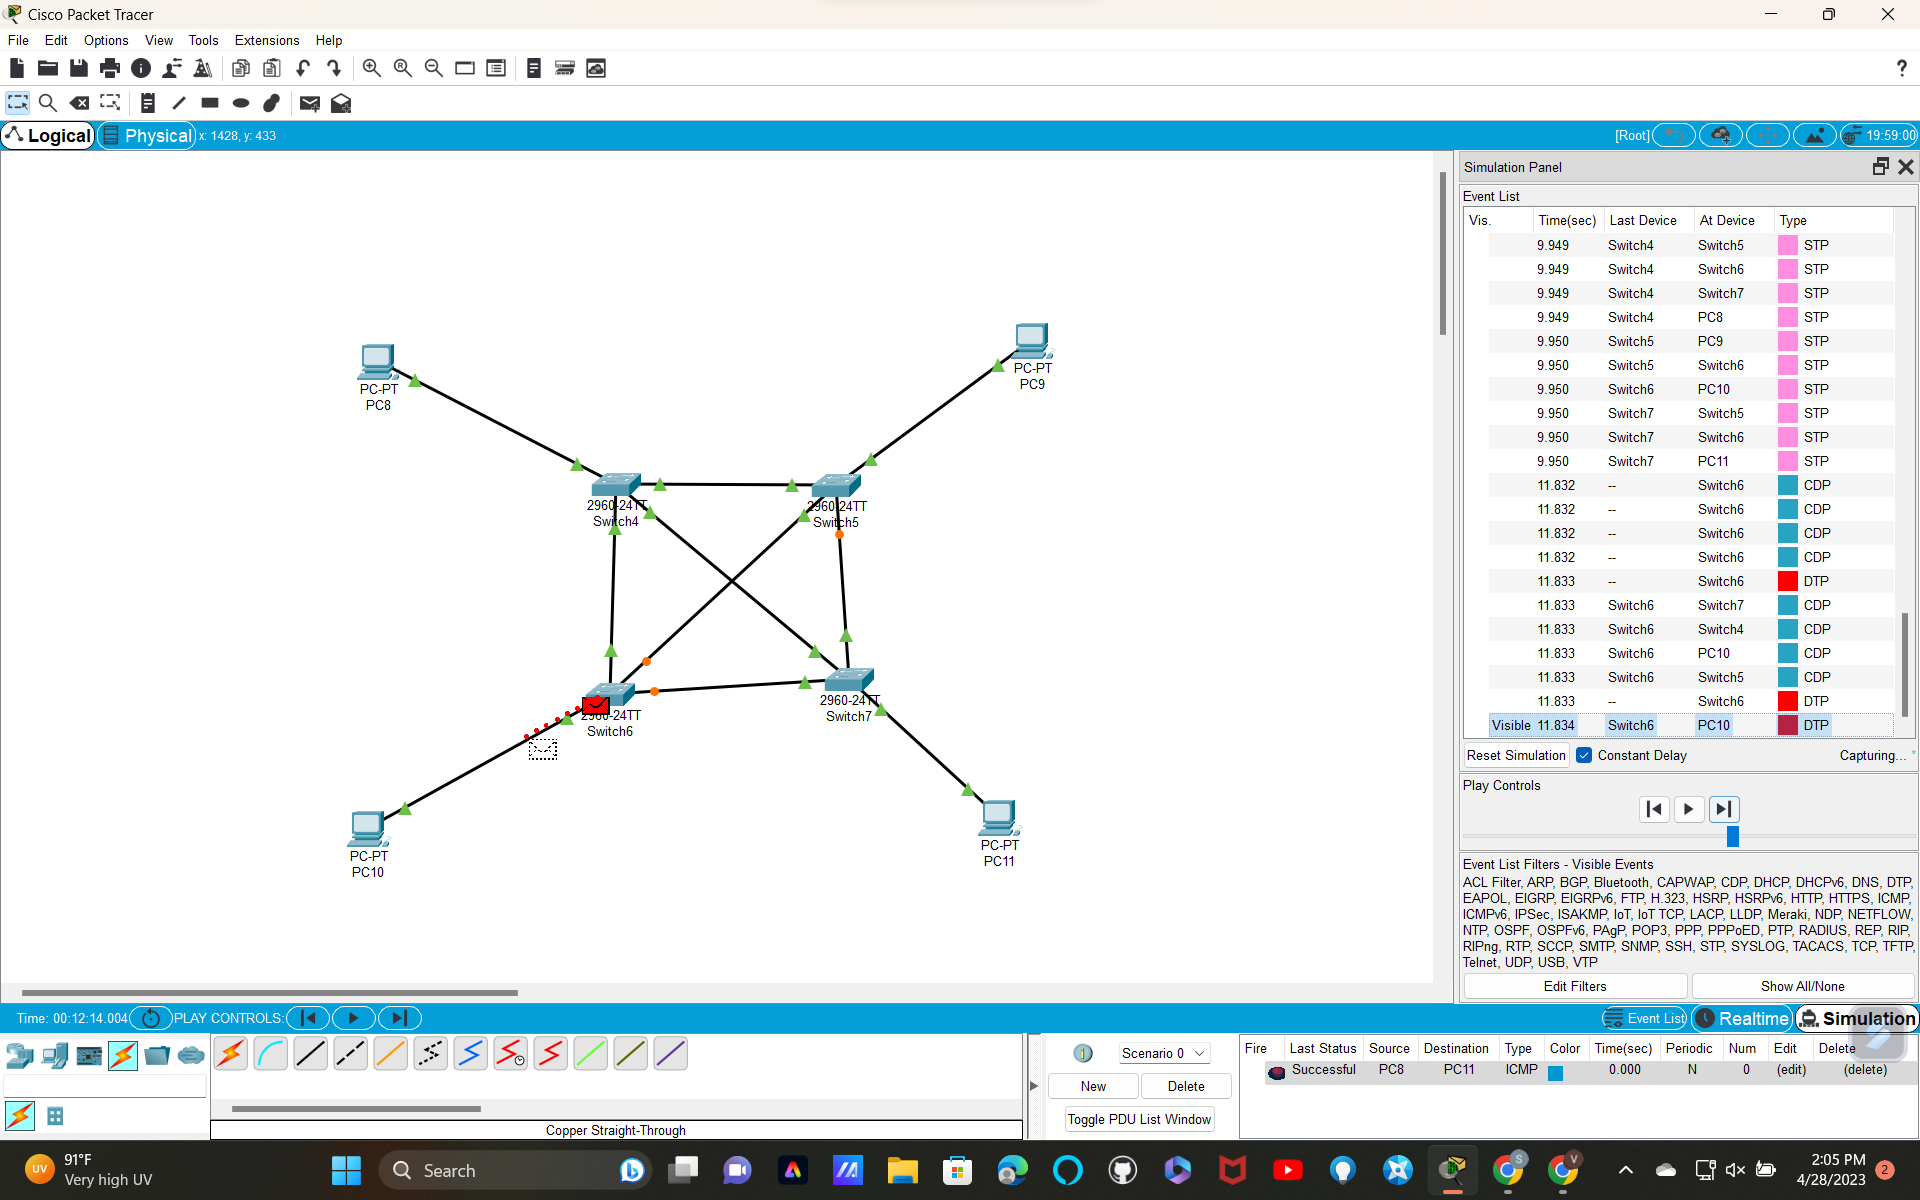 Cisco Packet Tracer
File Edit Options View Tools Extensions Help
?
Logical Physical x: 1428, y: 433 [Root] 19:59:00
Simulation Panel
Event List
Vis. Time(sec) Last Device At Device Type
9.949 Switch4 Switch5 STP
9.949 Switch4 Switch6 STP
9.949 Switch4 Switch7 STP
9.949 Switch4 PC8 STP
9.950 Switch5 PC9 STP
9.950 Switch5 Switch6 STP
9.950 Switch6 PC10 STP
9.950 Switch7 Switch5 STP
9.950 Switch7 Switch6 STP
9.950 Switch7 PC11 STP
11.832 -- Switch6 CDP
11.832 -- Switch6 CDP
11.832 -- Switch6 CDP
11.832 -- Switch6 CDP
11.833 -- Switch6 DTP
11.833 Switch6 Switch7 CDP
11.833 Switch6 Switch4 CDP
11.833 Switch6 PC10 CDP
11.833 Switch6 Switch5 CDP
11.833 -- Switch6 DTP
Visible 11.834 Switch6 PC10 DTP
Reset Simulation Constant Delay Capturing...
Play Controls
Event List Filters - Visible Events
ACL Filter, ARP, BGP, Bluetooth, CAPWAP, CDP, DHCP, DHCPv6, DNS, DTP,
EAPOL, EIGRP, EIGRPv6, FTP, H.323, HSRP, HSRPv6, HTTP, HTTPS, ICMP,
ICMPv6, IPSec, ISAKMP, IoT, IoT TCP, LACP, LLDP, Meraki, NDP, NETFLOW,
NTP, OSPF, OSPFv6, PAgP, POP3, PPP, PPPoED, PTP, RADIUS, REP, RIP,
RIPng, RTP, SCCP, SMTP, SNMP, SSH, STP, SYSLOG, TACACS, TCP, TFTP,
Telnet, UDP, USB, VTP
Edit Filters Show All/None
PC-PT
PC8
PC-PT
PC9
2960-24TT
Switch4
2960-24TT
Switch5
2960-24TT
Switch6
2960-24TT
Switch7
PC-PT
PC10
PC-PT
PC11
Time: 00:12:14.004 PLAY CONTROLS: Event List Realtime Simulation
Copper Straight-Through
Scenario 0
New Delete
Toggle PDU List Window
Fire Last Status Source Destination Type Color Time(sec) Periodic Num Edit Delete
Successful PC8 PC11 ICMP 0.000 N 0 (edit) (delete)
UV
91°F
Very high UV
Search
S
V
2:05 PM
4/28/2023
2